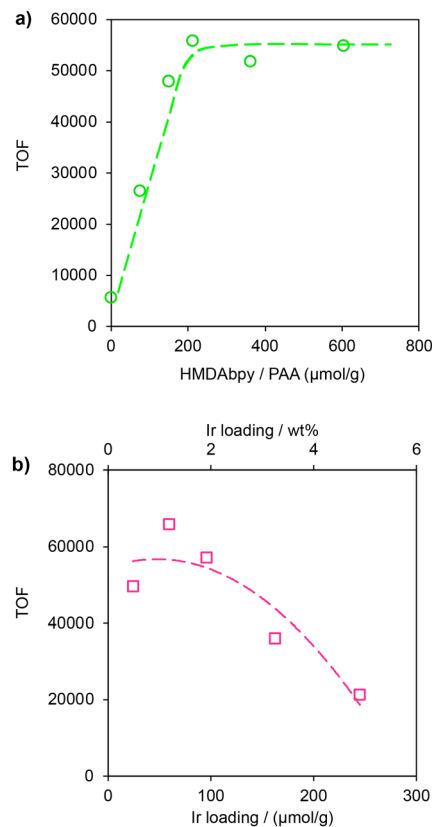 a)
60000
50000
40000
30000
20000
10000
0
TOF
0 200 400 600 800
HMDAbpy / PAA (µmol/g)
Ir loading / wt%
b)
0 2 4 6
80000
60000
40000
20000
0
TOF
0 100 200 300
Ir loading / (µmol/g)